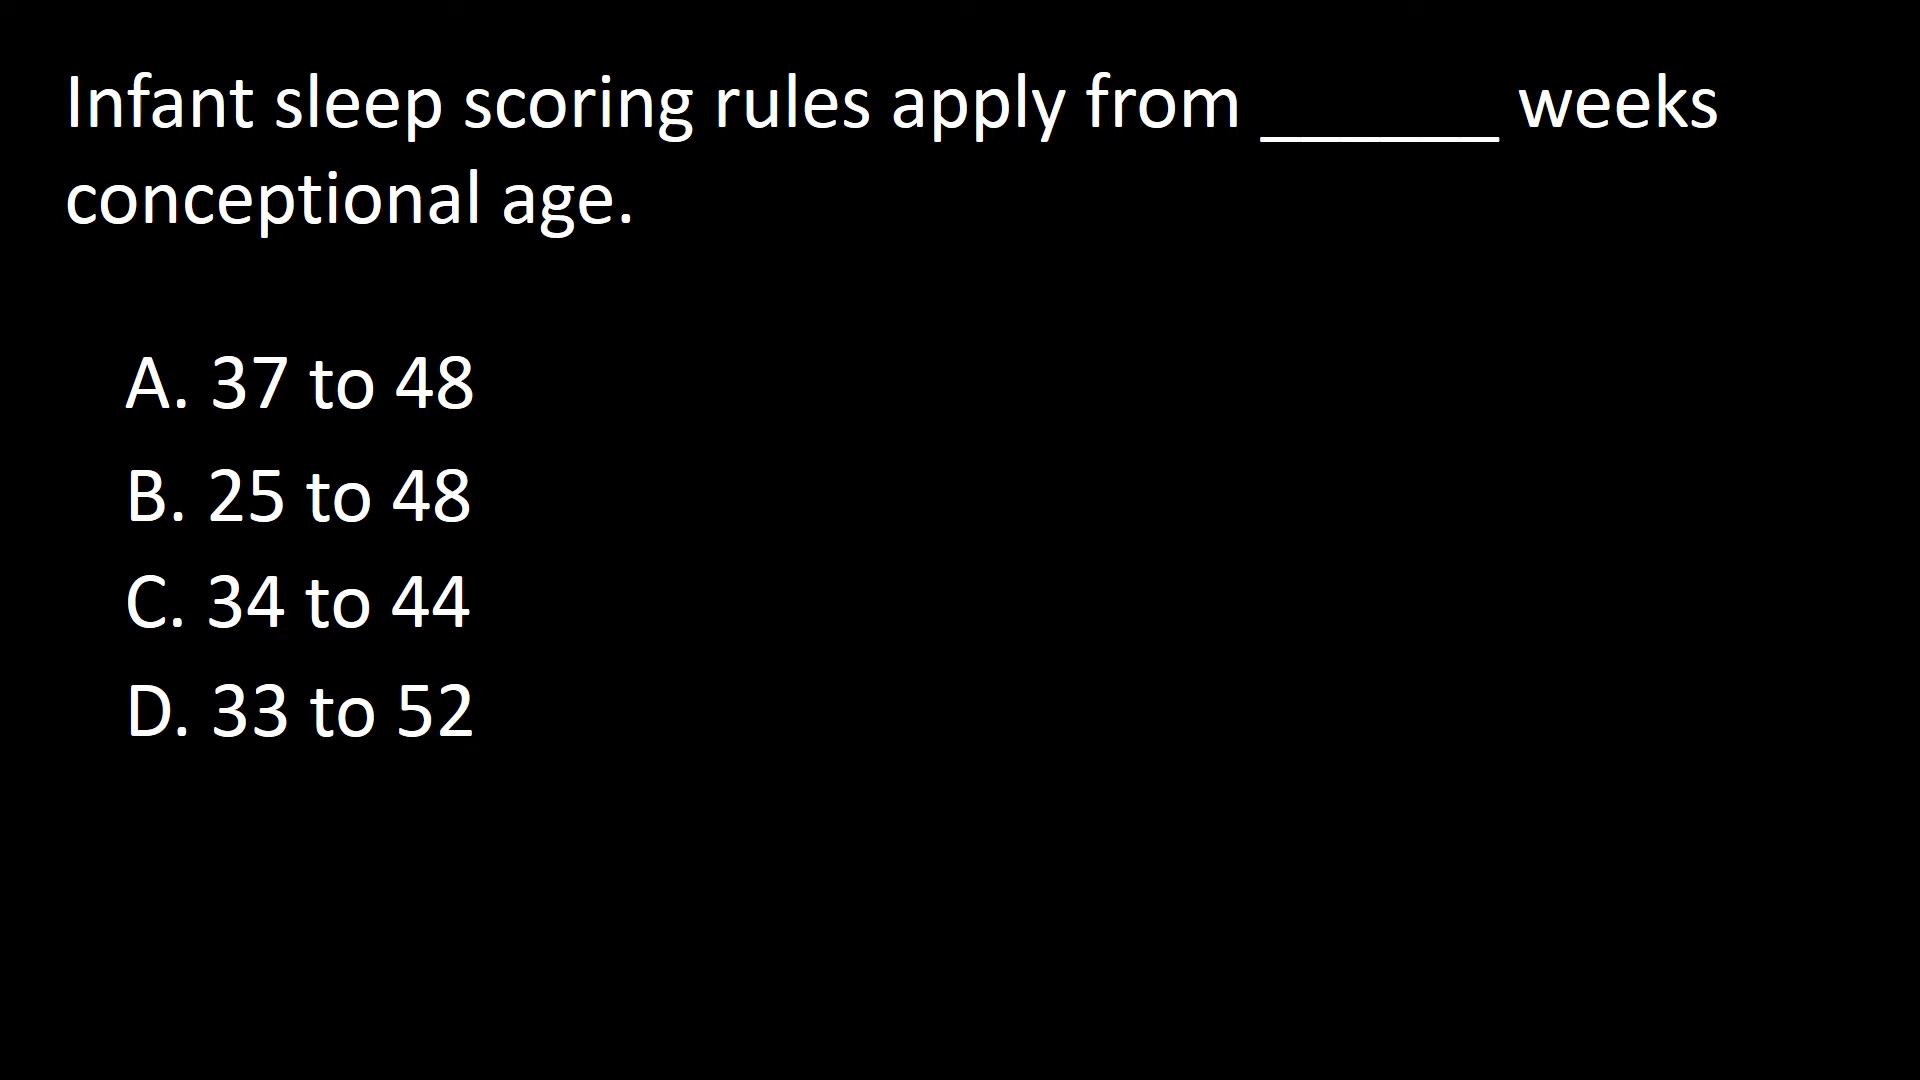 Infant sleep scoring rules apply from ______ weeks
conceptional age.
A. 37 to 48
B. 25 to 48
C. 34 to 44
D. 33 to 52